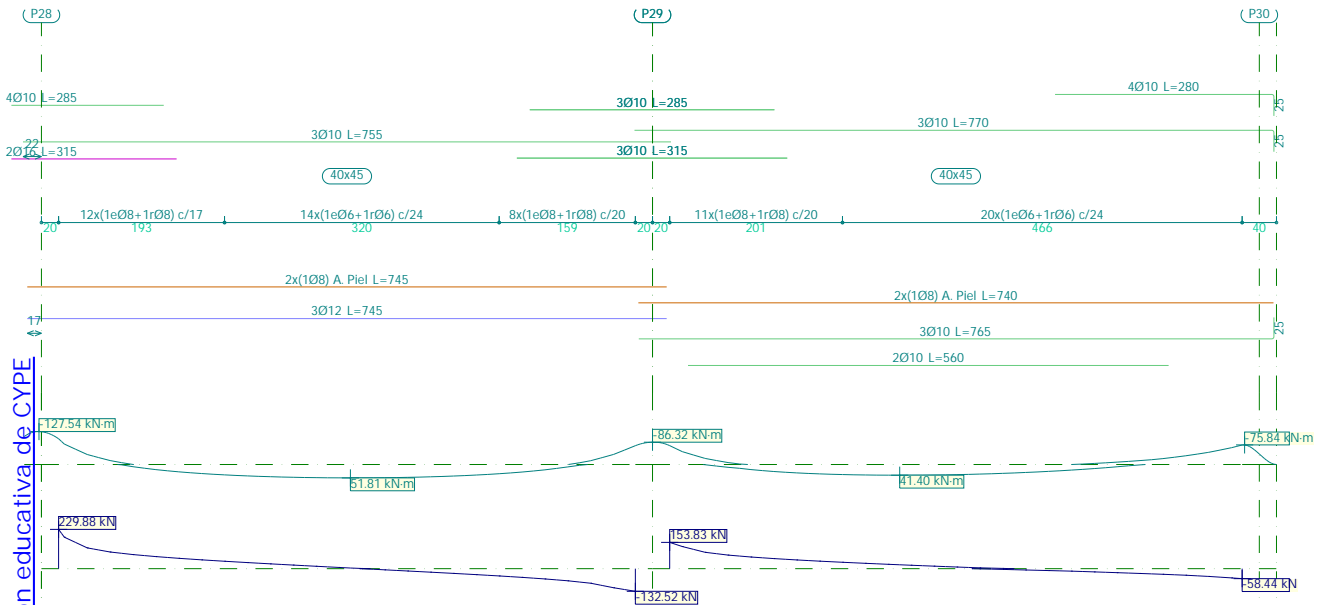 P28 P29 P30
4Ø10 L=280
4Ø10 L=285
3Ø10 L=285
25
3Ø10 L=770
3Ø10 L=755
25
22
2Ø16 L=315
3Ø10 L=315
40x45 40x45
12x(1eØ8+1rØ8) c/17 14x(1eØ6+1rØ6) c/24 8x(1eØ8+1rØ8) c/20 11x(1eØ8+1rØ8) c/20 20x(1eØ6+1rØ6) c/24
20 193 320 159 20 20 201 466 40
2x(1Ø8) A. Piel L=745
2x(1Ø8) A. Piel L=740
3Ø12 L=745
17
3Ø10 L=765
25
2Ø10 L=560
educativa de CYPE
-127.54 kN·m
-86.32 kN·m
-75.84 kN·m
51.81 kN·m
41.40 kN·m
229.88 kN
153.83 kN
-58.44 kN
-132.52 kN